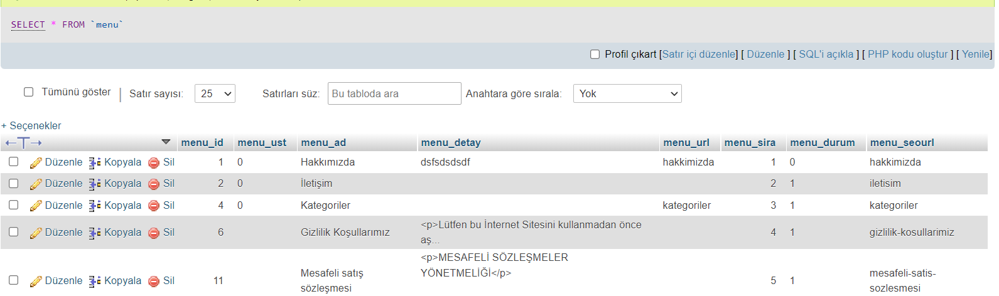 SELECT * FROM `menu`
Profil çıkart [Satır içi düzenle] [ Düzenle ] [ SQL'i açıkla ] [ PHP kodu oluştur ] [ Yenile]
Tümünü göster | Satır sayısı: 25 Satırları süz: Bu tabloda ara Anahtara göre sırala: Yok
+ Seçenekler
←T→ menu_id menu_ust menu_ad menu_detay menu_url menu_sira menu_durum menu_seourl
Düzenle Kopyala Sil 1 0 Hakkımızda dsfsdsdsdf hakkimizda 1 0 hakkimizda
Düzenle Kopyala Sil 2 0 İletişim 2 1 iletisim
Düzenle Kopyala Sil 4 0 Kategoriler kategoriler 3 1 kategoriler
Düzenle Kopyala Sil 6 Gizlilik Koşullarımız <p>Lütfen bu İnternet Sitesini kullanmadan önce
aş... 4 1 gizlilik-kosullarimiz
<p>MESAFELİ SÖZLEŞMELER
YÖNETMELİĞİ</p>
Düzenle Kopyala Sil 11 Mesafeli satış
sözleşmesi 5 1 mesafeli-satis-
sozlesmesi